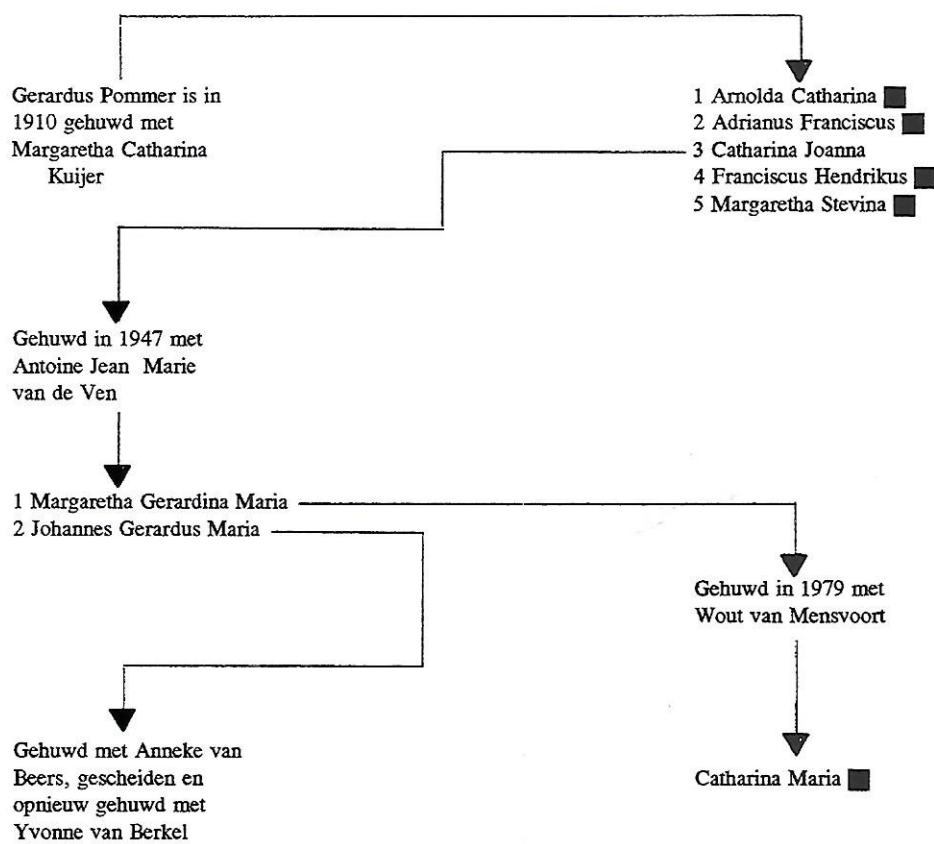 Gerardus Pommer is in
1910 gehuwd met
Margaretha Catharina
Kuijer
1 Arnolda Catharina
2 Adrianus Franciscus
3 Catharina Joanna
4 Franciscus Hendrikus
5 Margaretha Stevina
Gehuwd in 1947 met
Antoine Jean Marie
van de Ven
1 Margaretha Gerardina Maria
2 Johannes Gerardus Maria
Gehuwd in 1979 met
Wout van Mensvoort
Gehuwd met Anneke van
Beers, gescheiden en
opnieuw gehuwd met
Yvonne van Berkel
Catharina Maria